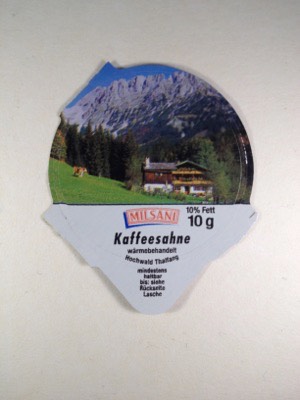 MILSANI
10% Fett
10 g
Kaffeesahne
wärmebehandelt
Hochwald Thalfang
mindestens
haltbar
bis: siehe
Rückseite
Lasche